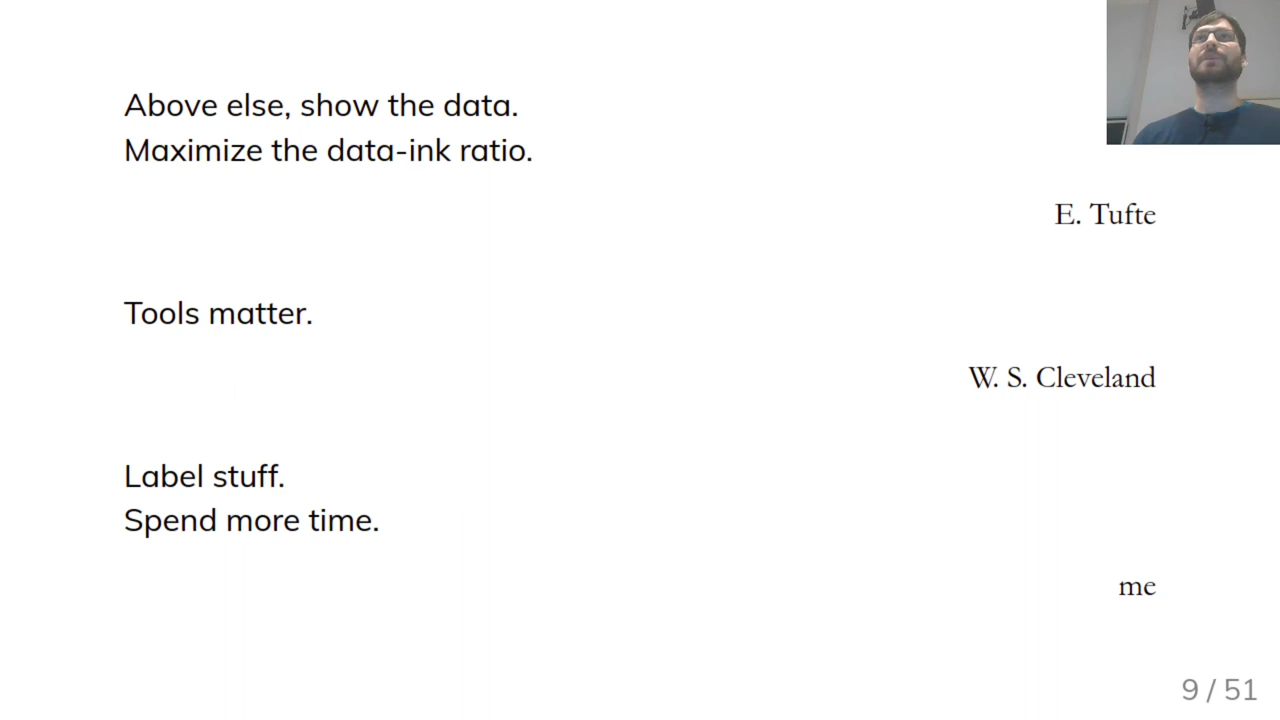 Above else, show the data.
Maximize the data-ink ratio.
E. Tufte
Tools matter.
W. S. Cleveland
Label stuff.
Spend more time.
me
9 / 51